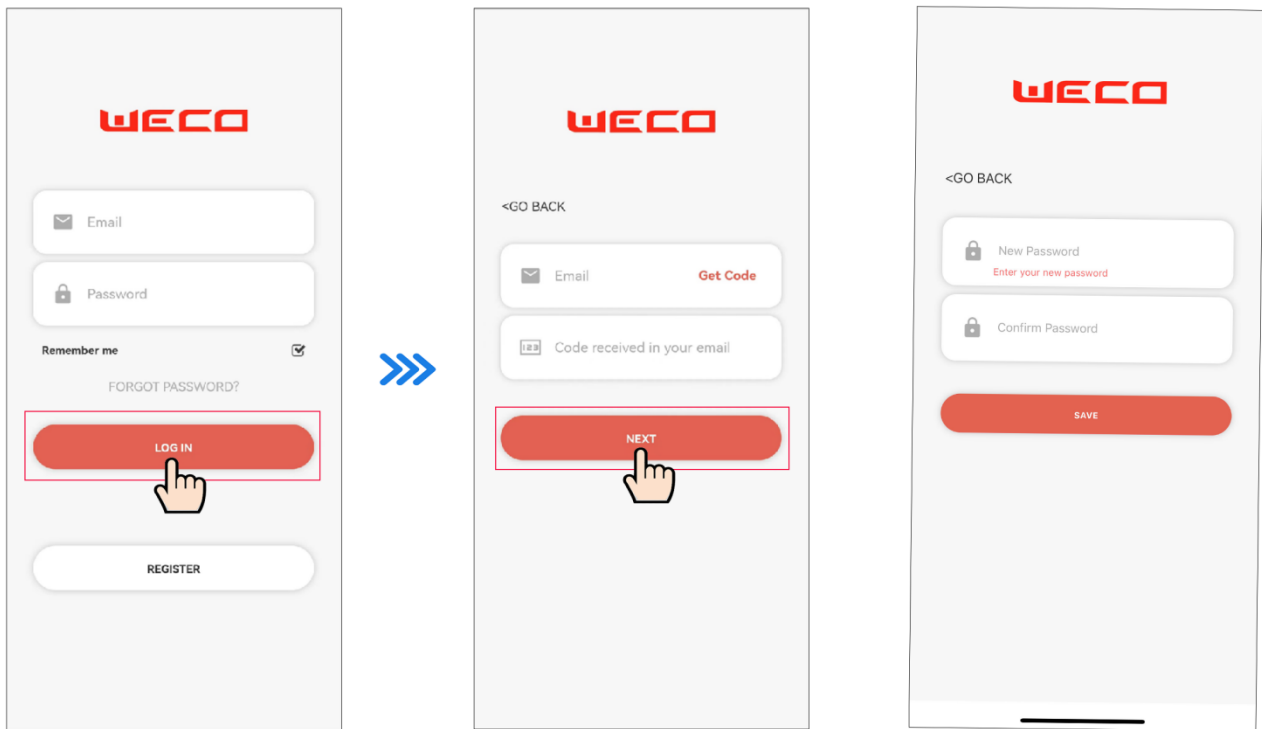 WECO
Email
Password
Remember me
FORGOT PASSWORD?
LOG IN
REGISTER
WECO
<GO BACK
Email Get Code
123 Code received in your email
NEXT
WECO
<GO BACK
New Password
Enter your new password
Confirm Password
SAVE